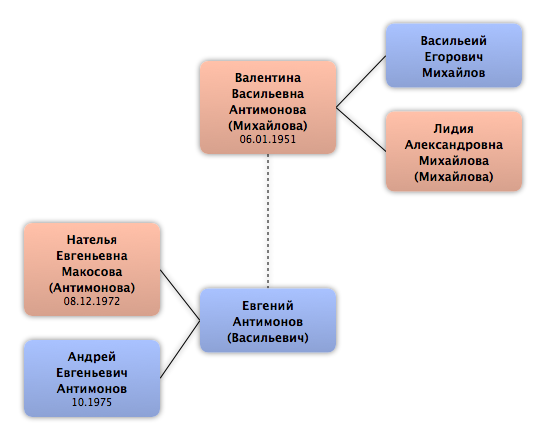 Васильеий
Егорович
Михайлов
Валентина
Васильевна
Антимонова
(Михайлова)
06.01.1951
Лидия
Александровна
Михайлова
(Михайлова)
Нателья
Евгеньевна
Макосова
(Антимонова)
08.12.1972
Евгений
Антимонов
(Васильевич)
Андрей
Евгеньевич
Антимонов
10.1975